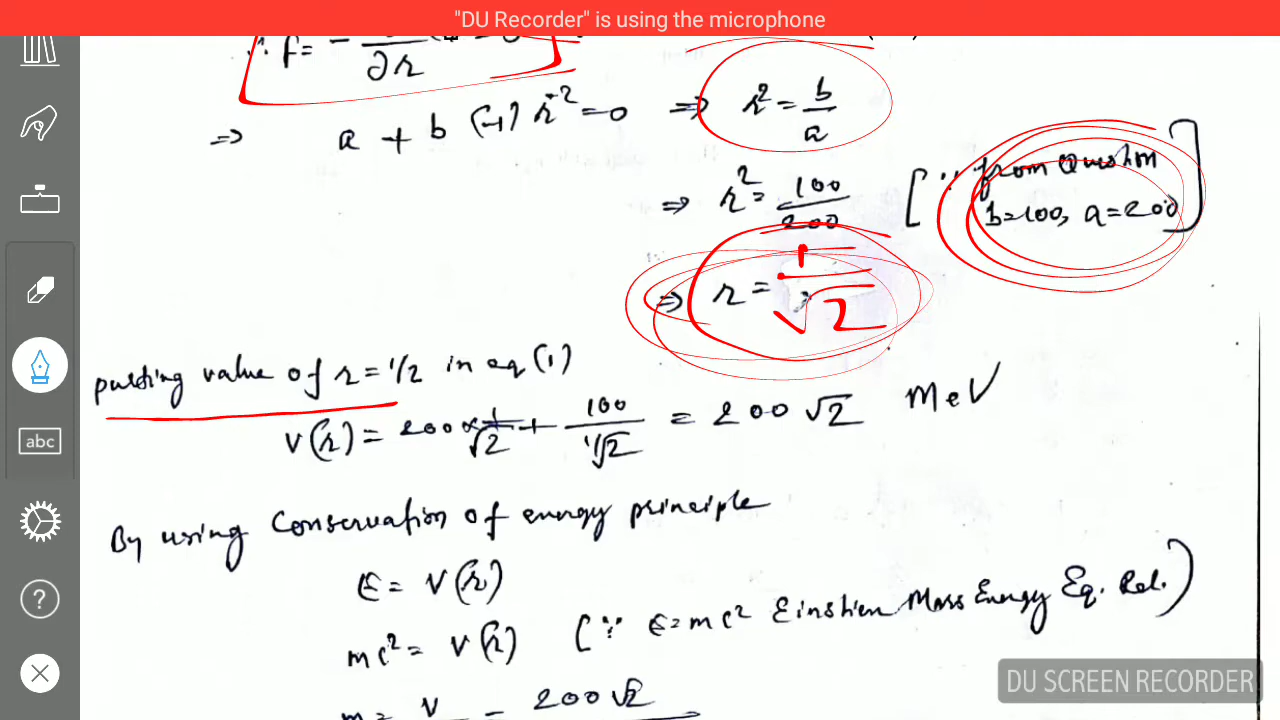 "DU Recorder" is using the microphone
∴ f = - ∂r
⇒ a + b (-1) r⁻² = 0 ⇒ r² = b/a
⇒ r² = 100/200 [∵ from Question
b=100, a=200]
⇒ r = 1/√2
putting value of r = 1/2 in eq (1)
V(r) = 200 × 1/√2 + 100/1/√2 = 200√2 MeV
By using Conservation of energy principle
E = V(r)
mc² = V(r) (∵ E=mc² Einstien Mass Energy Eq. Rel.)
m = V = 200√2
abc
?
DU SCREEN RECORDER